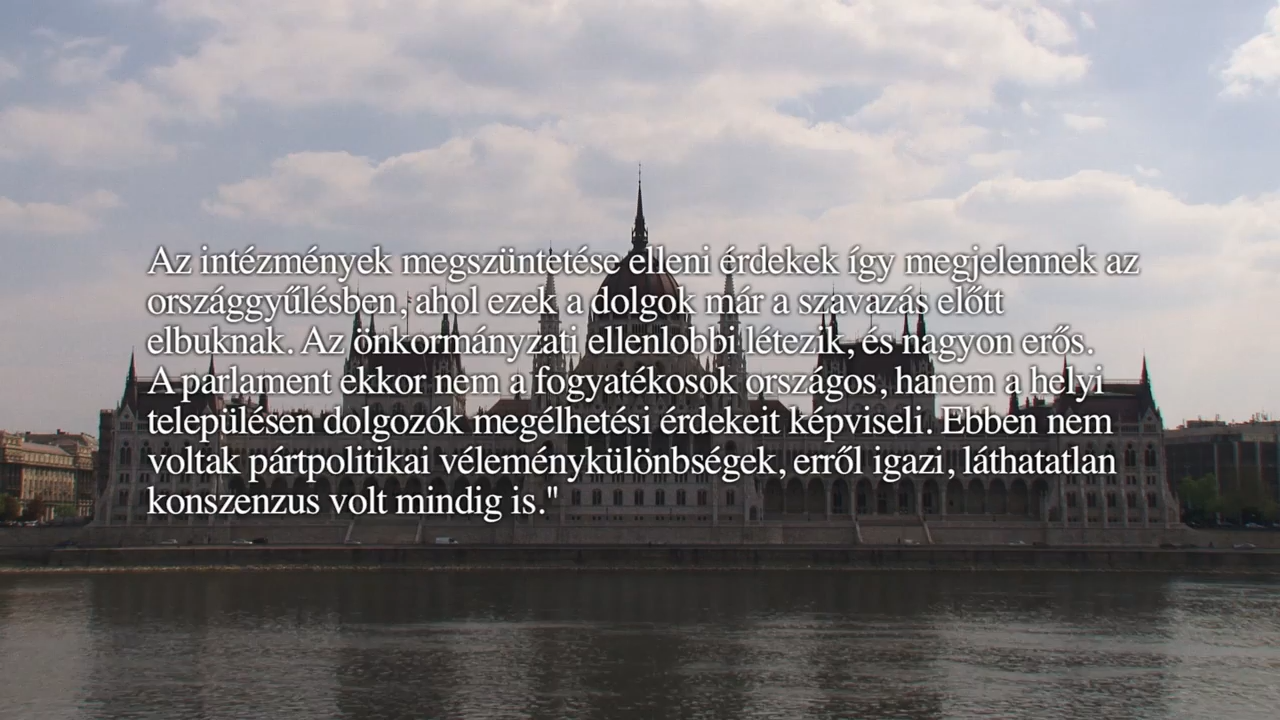 Az intézmények megszüntetése elleni érdekek így megjelennek az
országgyűlésben, ahol ezek a dolgok már a szavazás előtt
elbuknak. Az önkormányzati ellenlobbi létezik, és nagyon erős.
A parlament ekkor nem a fogyatékosok országos, hanem a helyi
településen dolgozók megélhetési érdekeit képviseli. Ebben nem
voltak pártpolitikai véleménykülönbségek, erről igazi, láthatatlan
konszenzus volt mindig is."